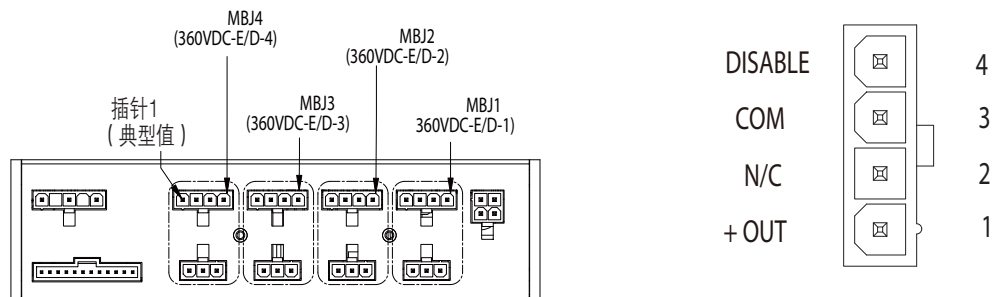 MBJ4
(360VDC-E/D-4)
MBJ2
(360VDC-E/D-2)
插针1
(典型值)
MBJ3
(360VDC-E/D-3)
MBJ1
360VDC-E/D-1)
DISABLE 4
COM 3
N/C 2
+ OUT 1